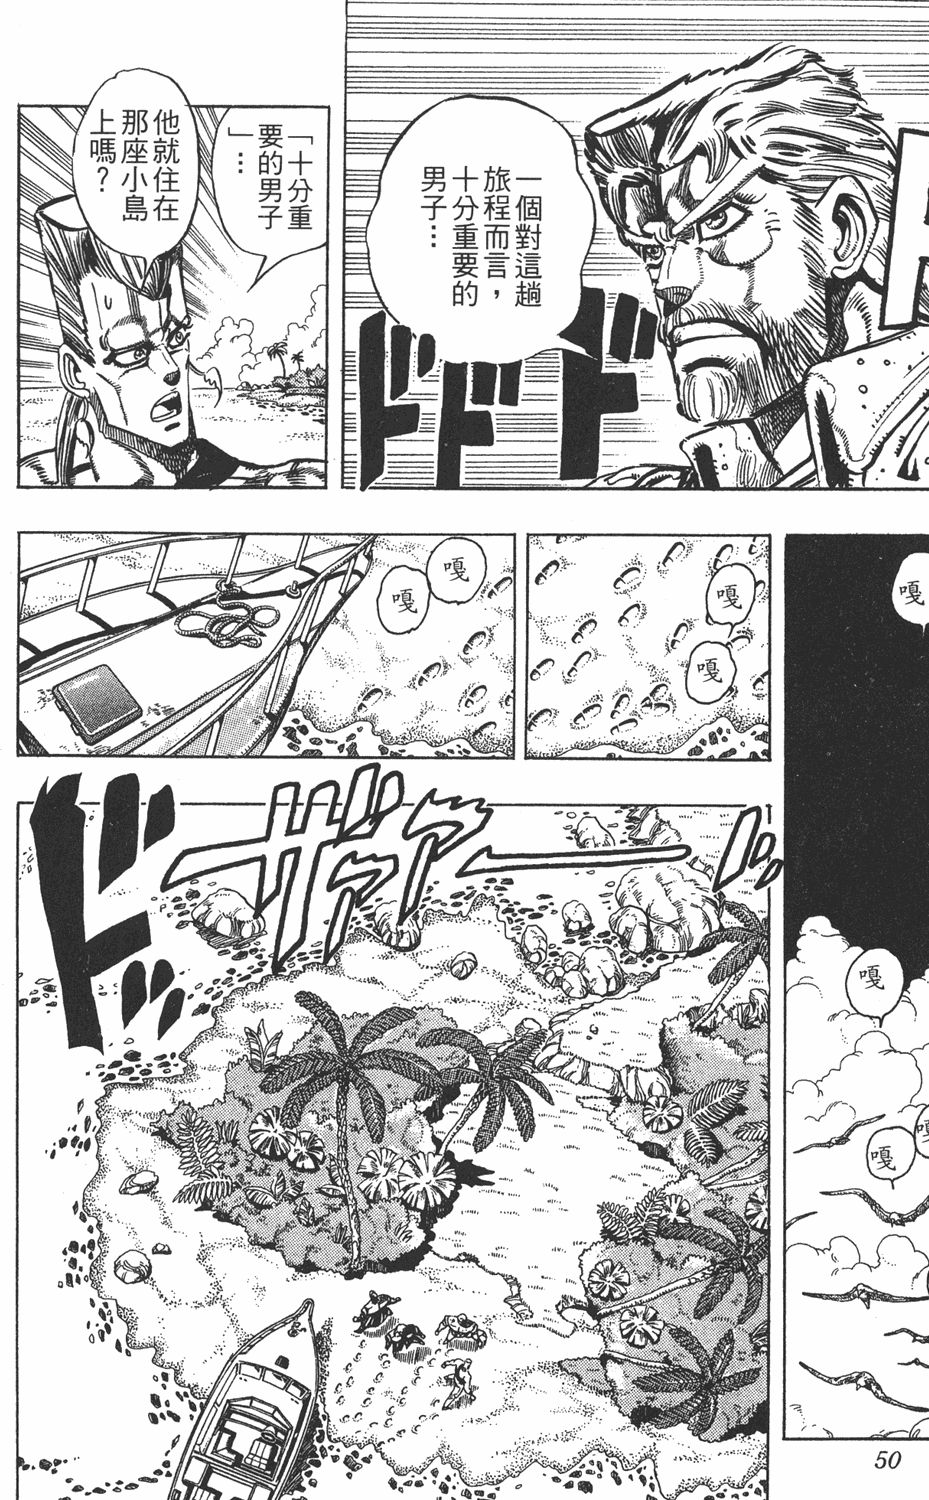 一個對這趟
旅程而言，
十分重要的
男子…
ドドド
「十分重
要的男子
」…
他就住在
那座小島
上嗎？
嘎
嘎
嘎
嘎
嘎
嘎
嘎
嘎
ザザァーッ
ドド
50